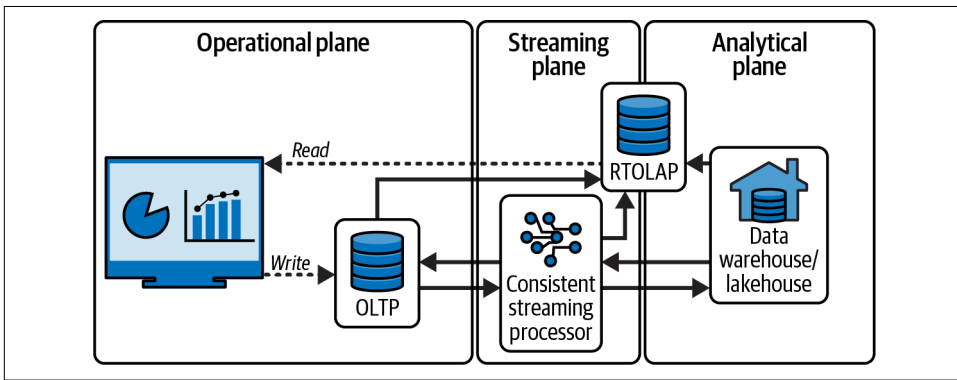 Operational plane
Streaming
plane
Analytical
plane
Read
RTOLAP
Write
OLTP
Consistent
streaming
processor
Data
warehouse/
lakehouse